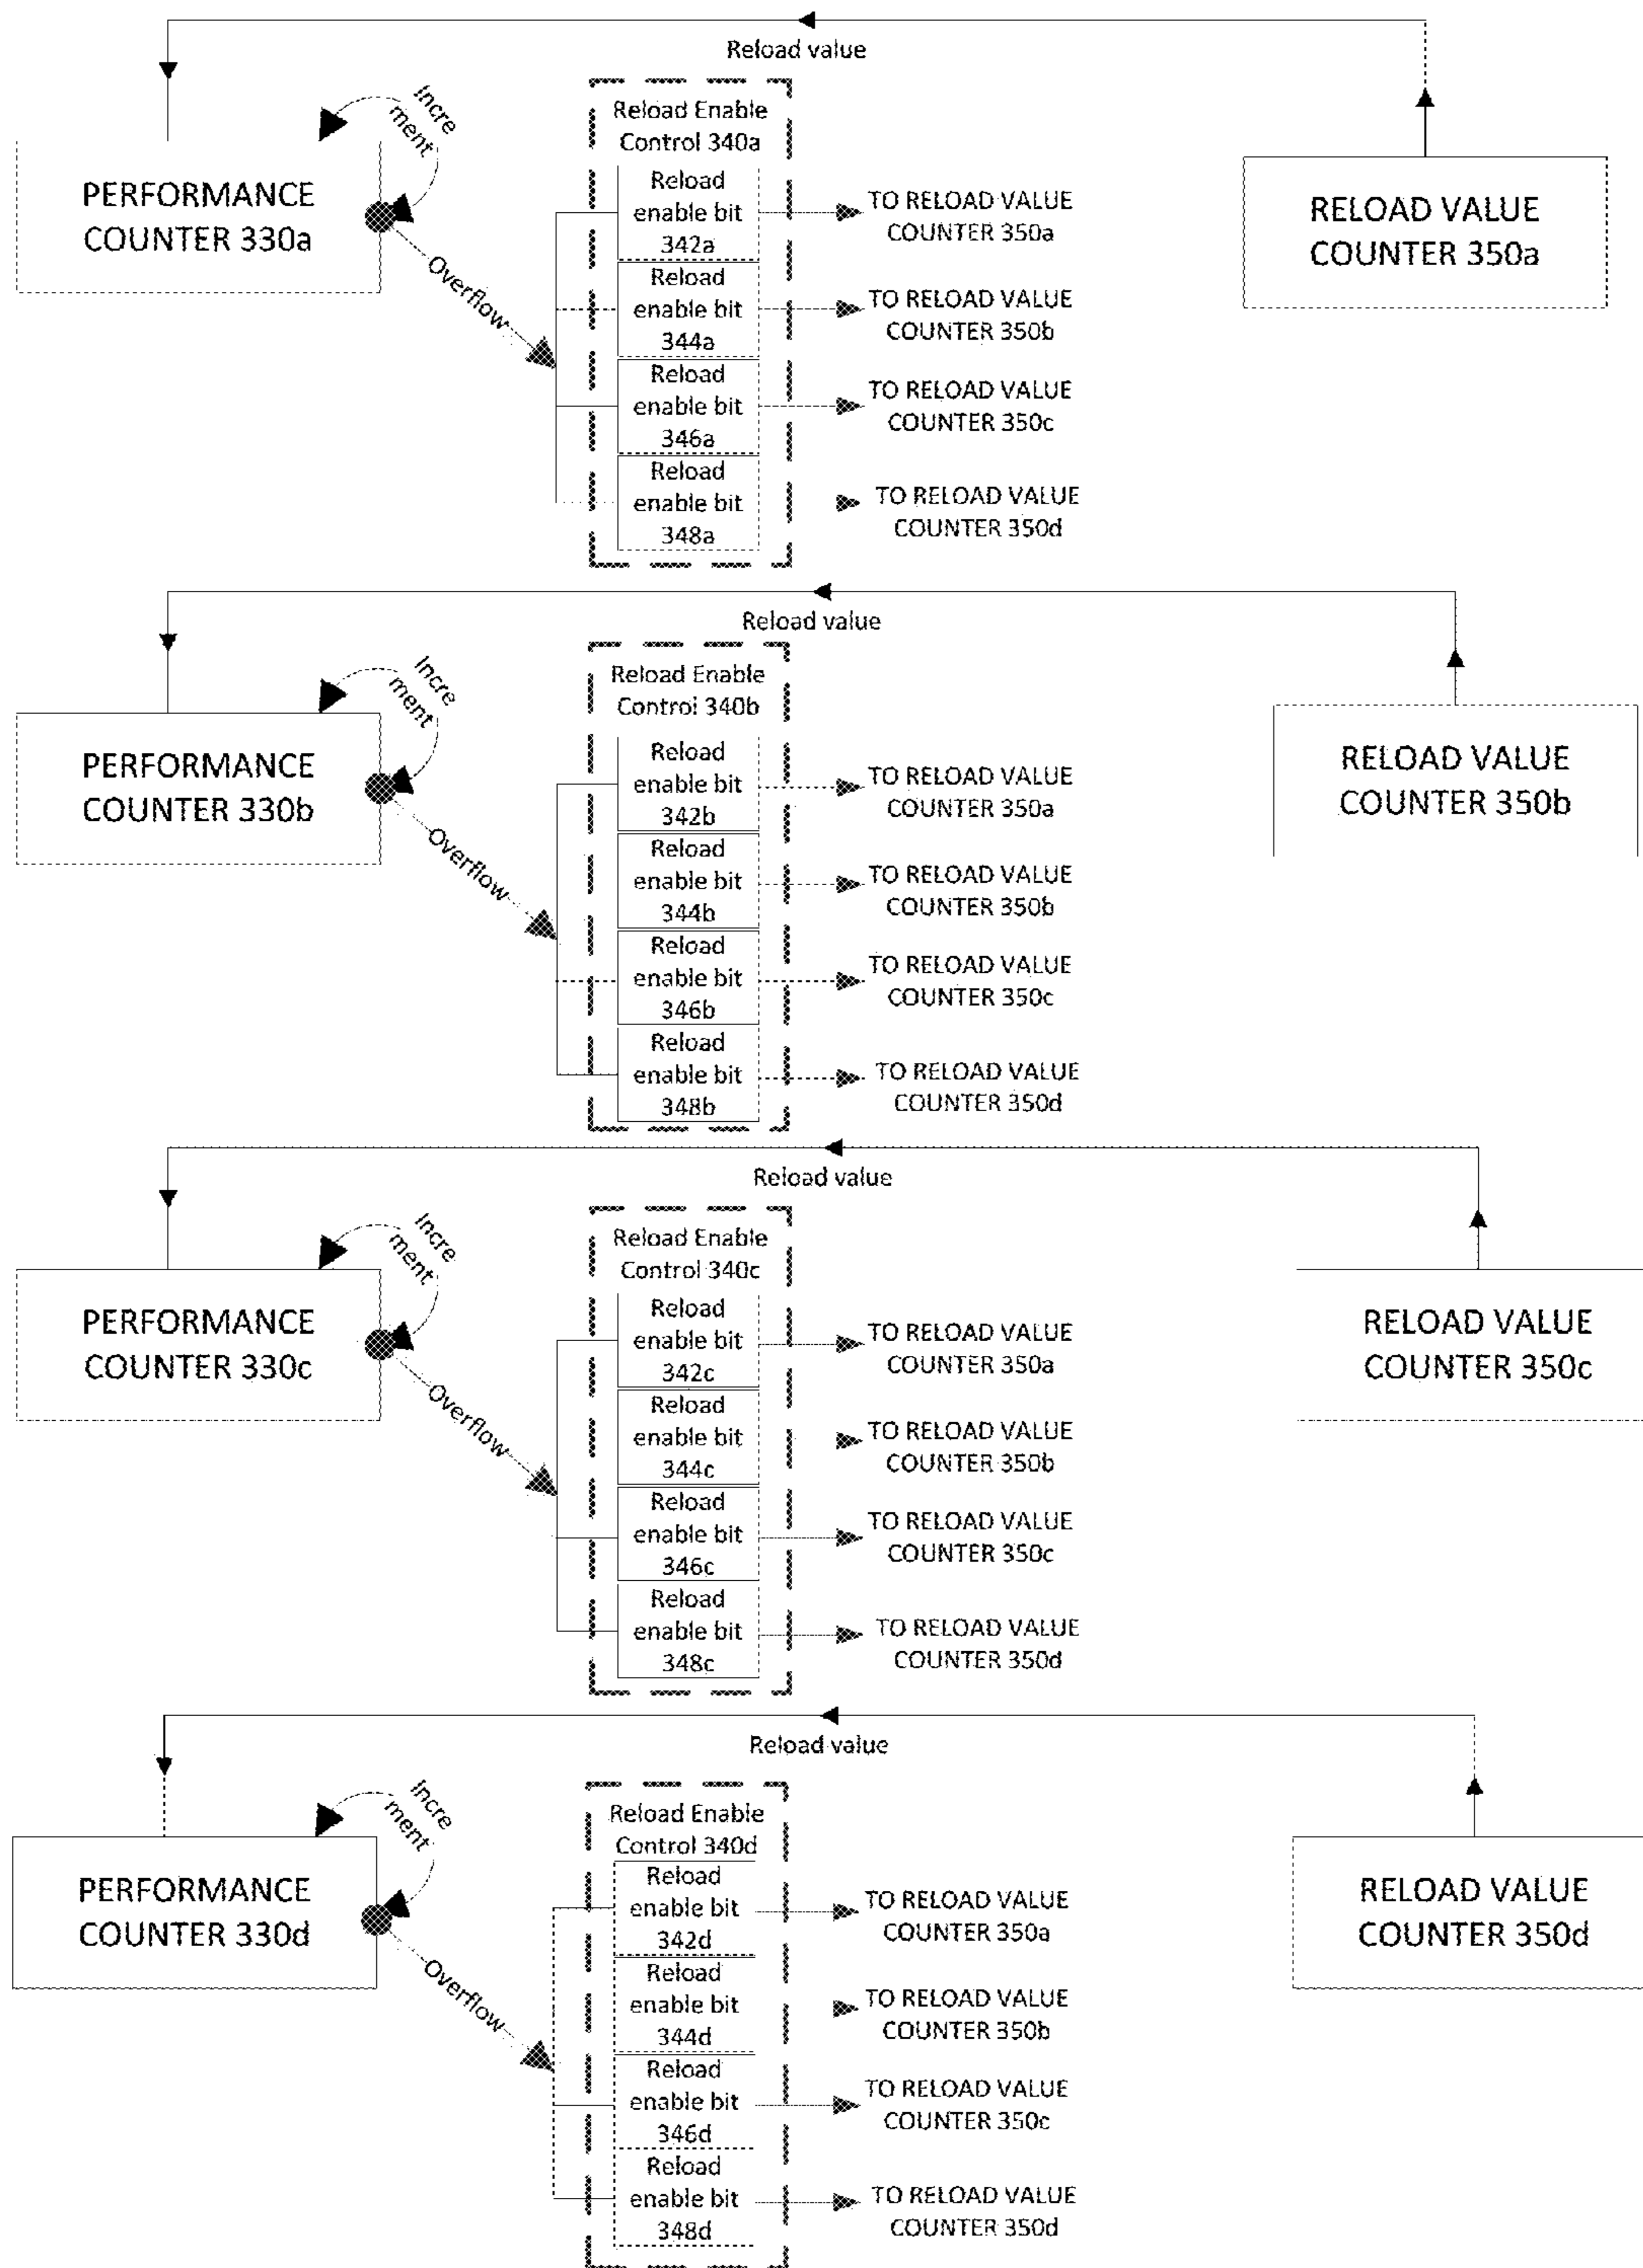 Reload value
Incre
ment
PERFORMANCE
COUNTER 330a
Overflow
Reload Enable
Control 340a
Reload
enable bit
342a
Reload
enable bit
344a
Reload
enable bit
346a
Reload
enable bit
348a
TO RELOAD VALUE
COUNTER 350a
TO RELOAD VALUE
COUNTER 350b
TO RELOAD VALUE
COUNTER 350c
TO RELOAD VALUE
COUNTER 350d
RELOAD VALUE
COUNTER 350a
Reload value
Incre
ment
PERFORMANCE
COUNTER 330b
Overflow
Reload Enable
Control 340b
Reload
enable bit
342b
Reload
enable bit
344b
Reload
enable bit
346b
Reload
enable bit
348b
TO RELOAD VALUE
COUNTER 350a
TO RELOAD VALUE
COUNTER 350b
TO RELOAD VALUE
COUNTER 350c
TO RELOAD VALUE
COUNTER 350d
RELOAD VALUE
COUNTER 350b
Reload value
Incre
ment
PERFORMANCE
COUNTER 330c
Overflow
Reload Enable
Control 340c
Reload
enable bit
342c
Reload
enable bit
344c
Reload
enable bit
346c
Reload
enable bit
348c
TO RELOAD VALUE
COUNTER 350a
TO RELOAD VALUE
COUNTER 350b
TO RELOAD VALUE
COUNTER 350c
TO RELOAD VALUE
COUNTER 350d
RELOAD VALUE
COUNTER 350c
Reload value
Incre
ment
PERFORMANCE
COUNTER 330d
Overflow
Reload Enable
Control 340d
Reload
enable bit
342d
Reload
enable bit
344d
Reload
enable bit
346d
Reload
enable bit
348d
TO RELOAD VALUE
COUNTER 350a
TO RELOAD VALUE
COUNTER 350b
TO RELOAD VALUE
COUNTER 350c
TO RELOAD VALUE
COUNTER 350d
RELOAD VALUE
COUNTER 350d